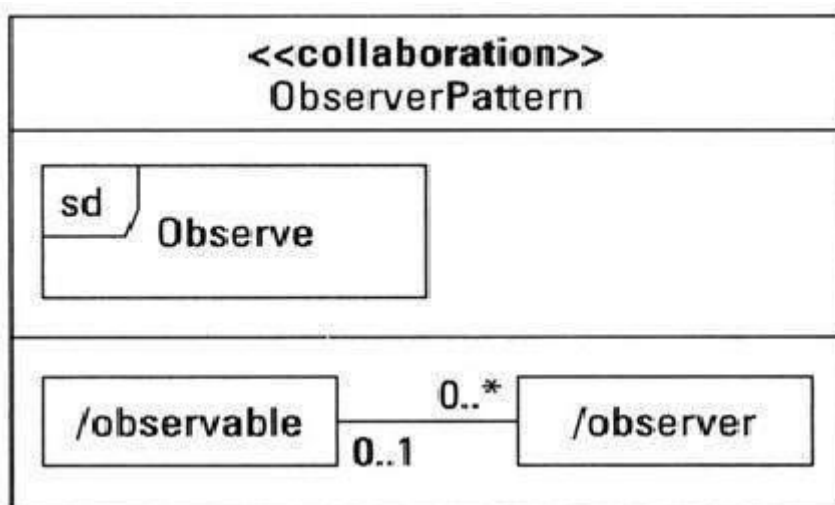 <<collaboration>>
ObserverPattern
sd
Observe
/observable
0..*
0..1
/observer